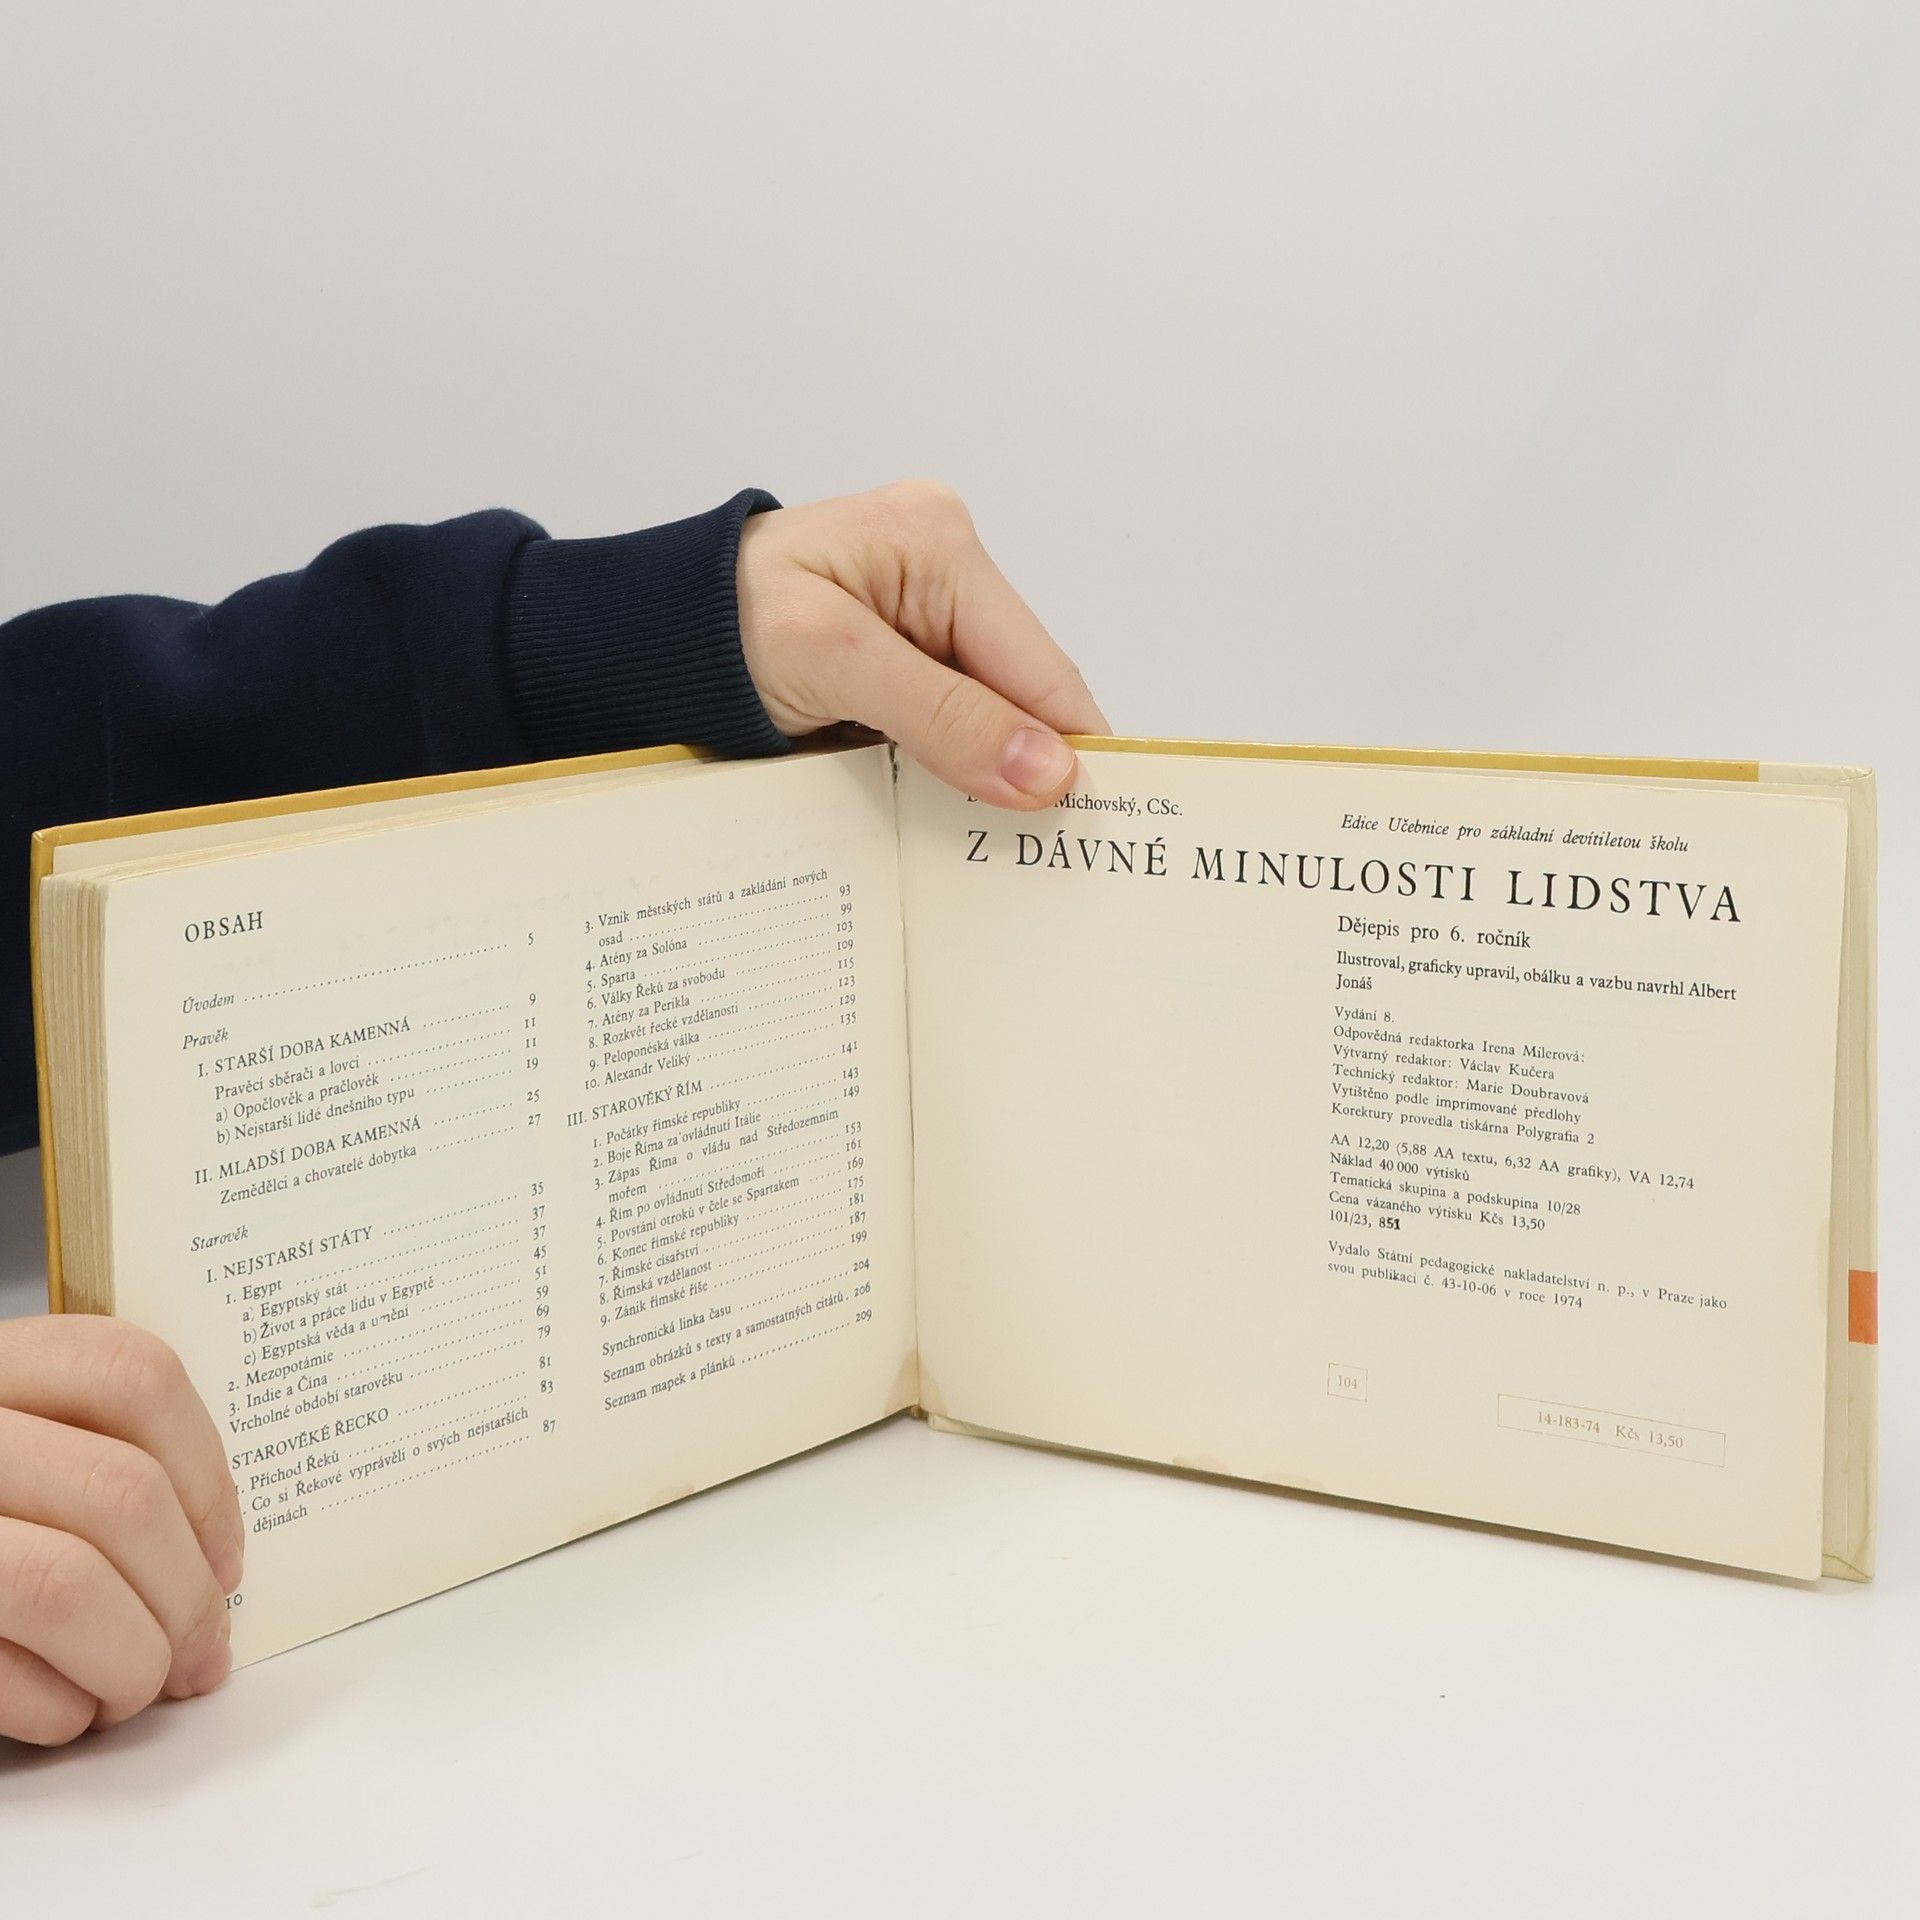 OBSAH
Úvodem 5
Pravěk
I. STARŠÍ DOBA KAMENNÁ 9
Pravěcí sběrači a lovci 11
a) Opočlověk a pračlověk 11
b) Nejstarší lidé dnešního typu 19
II. MLADŠÍ DOBA KAMENNÁ 25
Zemědělci a chovatelé dobytka 27
Starověk
I. NEJSTARŠÍ STÁTY 35
1. Egypt 37
a) Egyptský stát 37
b) Život a práce lidu v Egyptě 45
c) Egyptská věda a umění 51
2. Mezopotámie 59
3. Indie a Čína 69
Vrcholné období starověku 79
STAROVĚKÉ ŘECKO 81
1. Příchod Řeků 83
. Co si Řekové vyprávěli o svých nejstarších
dějinách 87
10
3. Vznik městských států a zakládání nových
osad 93
4. Atény za Solóna 99
5. Sparta 103
6. Války Řeků za svobodu 109
7. Atény za Perikla 115
8. Rozkvět řecké vzdělanosti 123
9. Peloponéská válka 129
10. Alexandr Veliký 135
III. STAROVĚKÝ ŘÍM 141
1. Počátky římské republiky 143
2. Boje Říma za ovládnutí Itálie 149
3. Zápas Říma o vládu nad Středozemním
mořem 153
4. Řím po ovládnutí Středomoří 161
5. Povstání otroků v čele se Spartakem 169
6. Konec římské republiky 175
7. Římské císařství 181
8. Římská vzdělanost 187
9. Zánik římské říše 199
Synchronická linka času 204
Seznam obrázků s texty a samostatných citátů. 206
Seznam mapek a plánků 209
Michovský, CSc.
Edice Učebnice pro základní devítiletou školu
Z DÁVNÉ MINULOSTI LIDSTVA
Dějepis pro 6. ročník
Ilustroval, graficky upravil, obálku a vazbu navrhl Albert
Jonáš
Vydání 8.
Odpovědná redaktorka Irena Milerová:
Výtvarný redaktor: Václav Kučera
Technický redaktor: Marie Doubravová
Vytištěno podle imprimované předlohy
Korektury provedla tiskárna Polygrafia 2
AA 12,20 (5,88 AA textu, 6,32 AA grafiky), VA 12,74
Náklad 40 000 výtisků
Tematická skupina a podskupina 10/28
Cena vázaného výtisku Kčs 13,50
101/23, 851
Vydalo Státní pedagogické nakladatelství n. p., v Praze jako
svou publikaci č. 43-10-06 v roce 1974
104
14-183-74 Kčs 13,50